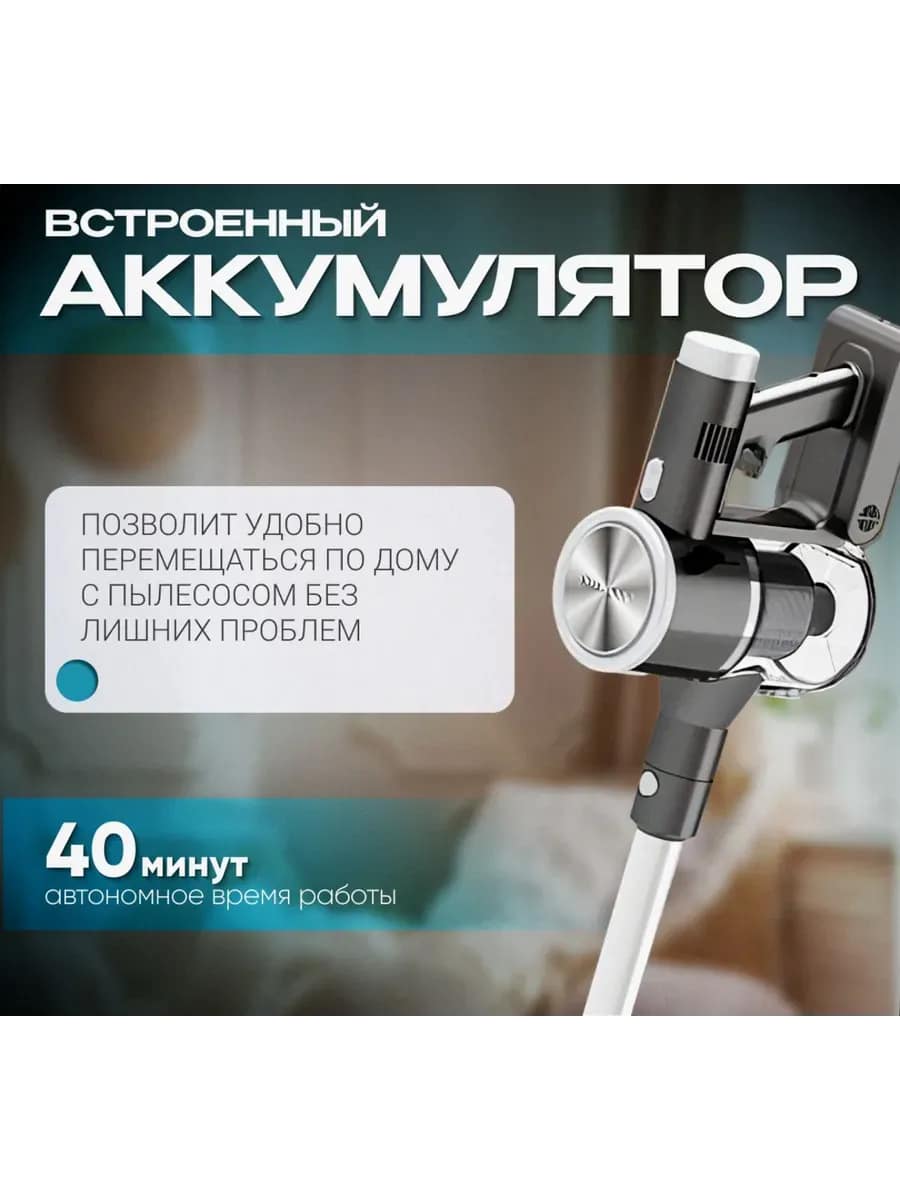 ВСТРОЕННЫЙ
АККУМУЛЯТОР
ПОЗВОЛИТ УДОБНО
ПЕРЕМЕЩАТЬСЯ ПО ДОМУ
С ПЫЛЕСОСОМ БЕЗ
ЛИШНИХ ПРОБЛЕМ
40 минут
автономное время работы